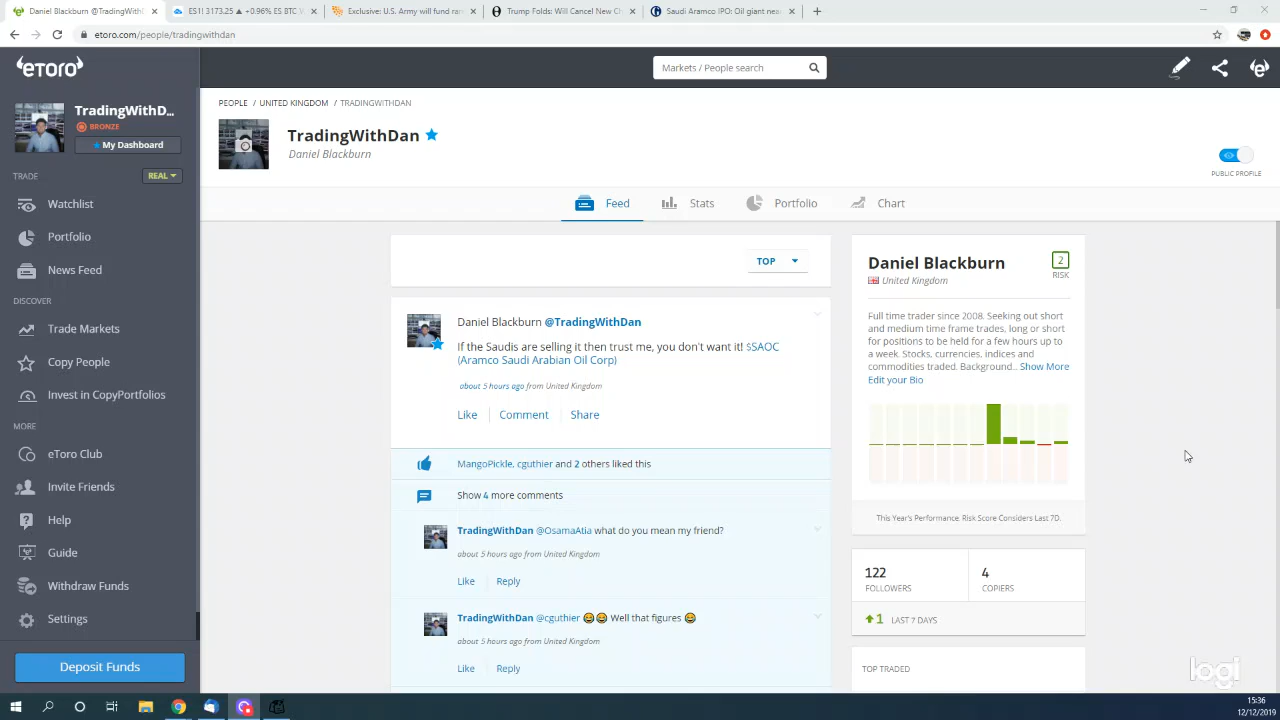 Daniel Blackburn @TradingWithD
ES1! 3173.25 ▲ +0.96% ES BTC
Exclusive: U.S. Army will fund rar
Trump Folds: Will Cancel New Ch
Saudi Aramco IPO: Oil giant nea
etoro.com/people/tradingwithdan
eToro
Markets / People search
TradingWithD...
BRONZE
My Dashboard
TRADE
REAL
Watchlist
Portfolio
News Feed
DISCOVER
Trade Markets
Copy People
Invest in CopyPortfolios
MORE
eToro Club
Invite Friends
Help
Guide
Withdraw Funds
Settings
Deposit Funds
PEOPLE / UNITED KINGDOM / TRADINGWITHDAN
TradingWithDan
Daniel Blackburn
PUBLIC PROFILE
Feed
Stats
Portfolio
Chart
TOP
Daniel Blackburn @TradingWithDan
If the Saudis are selling it then trust me, you don't want it! $SAOC
(Aramco Saudi Arabian Oil Corp)
about 5 hours ago from United Kingdom
Like Comment Share
MangoPickle, cguthier and 2 others liked this
Show 4 more comments
TradingWithDan @OsamaAtia what do you mean my friend?
about 5 hours ago from United Kingdom
Like Reply
TradingWithDan @cguthier 😂😂 Well that figures 😂
about 5 hours ago from United Kingdom
Like Reply
Daniel Blackburn
2
RISK
United Kingdom
Full time trader since 2008. Seeking out short
and medium time frame trades, long or short
for positions to be held for a few hours up to
a week. Stocks, currencies, indices and
commodities traded. Background.. Show More
Edit your Bio
This Year's Performance. Risk Score Considers Last 7D.
122
FOLLOWERS
4
COPIERS
1 LAST 7 DAYS
TOP TRADED
logi
15:36
12/12/2019